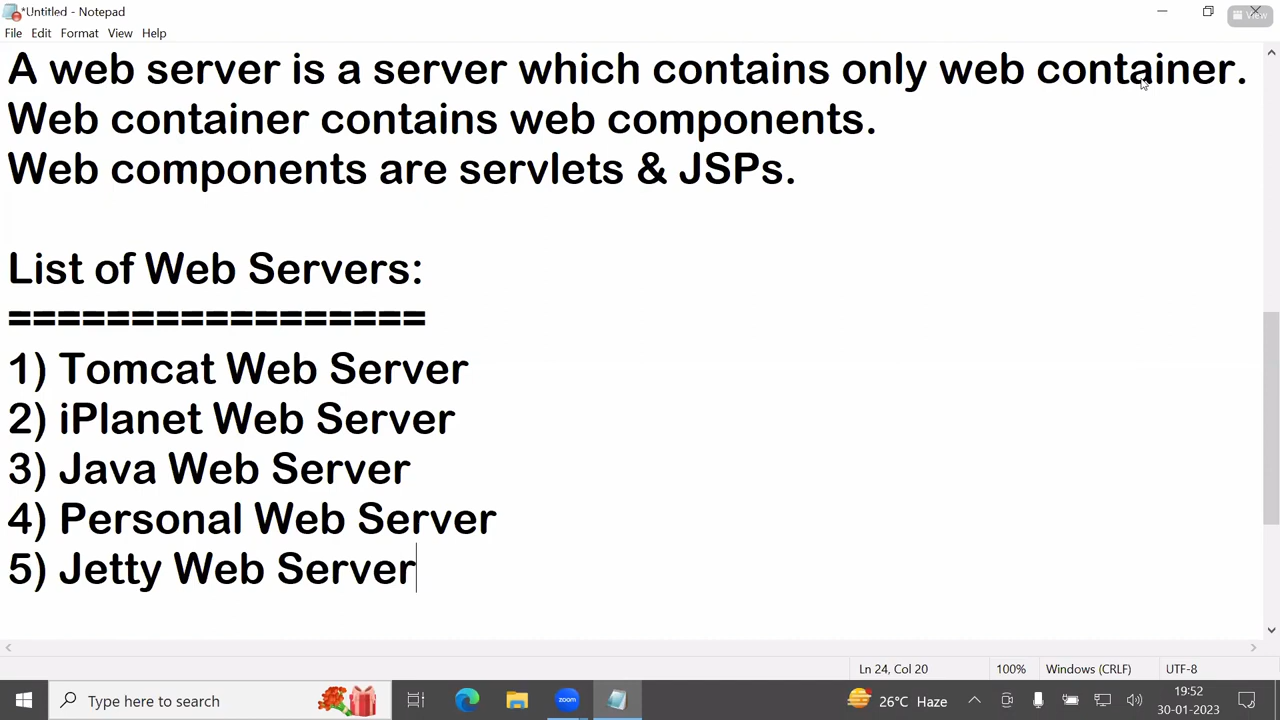 *Untitled - Notepad
View
File Edit Format View Help
A web server is a server which contains only web container.
Web container contains web components.
Web components are servlets & JSPs.
List of Web Servers:
=================
1) Tomcat Web Server
2) iPlanet Web Server
3) Java Web Server
4) Personal Web Server
5) Jetty Web Server
Ln 24, Col 20 100% Windows (CRLF) UTF-8
Type here to search zoom 26°C Haze 19:52
30-01-2023